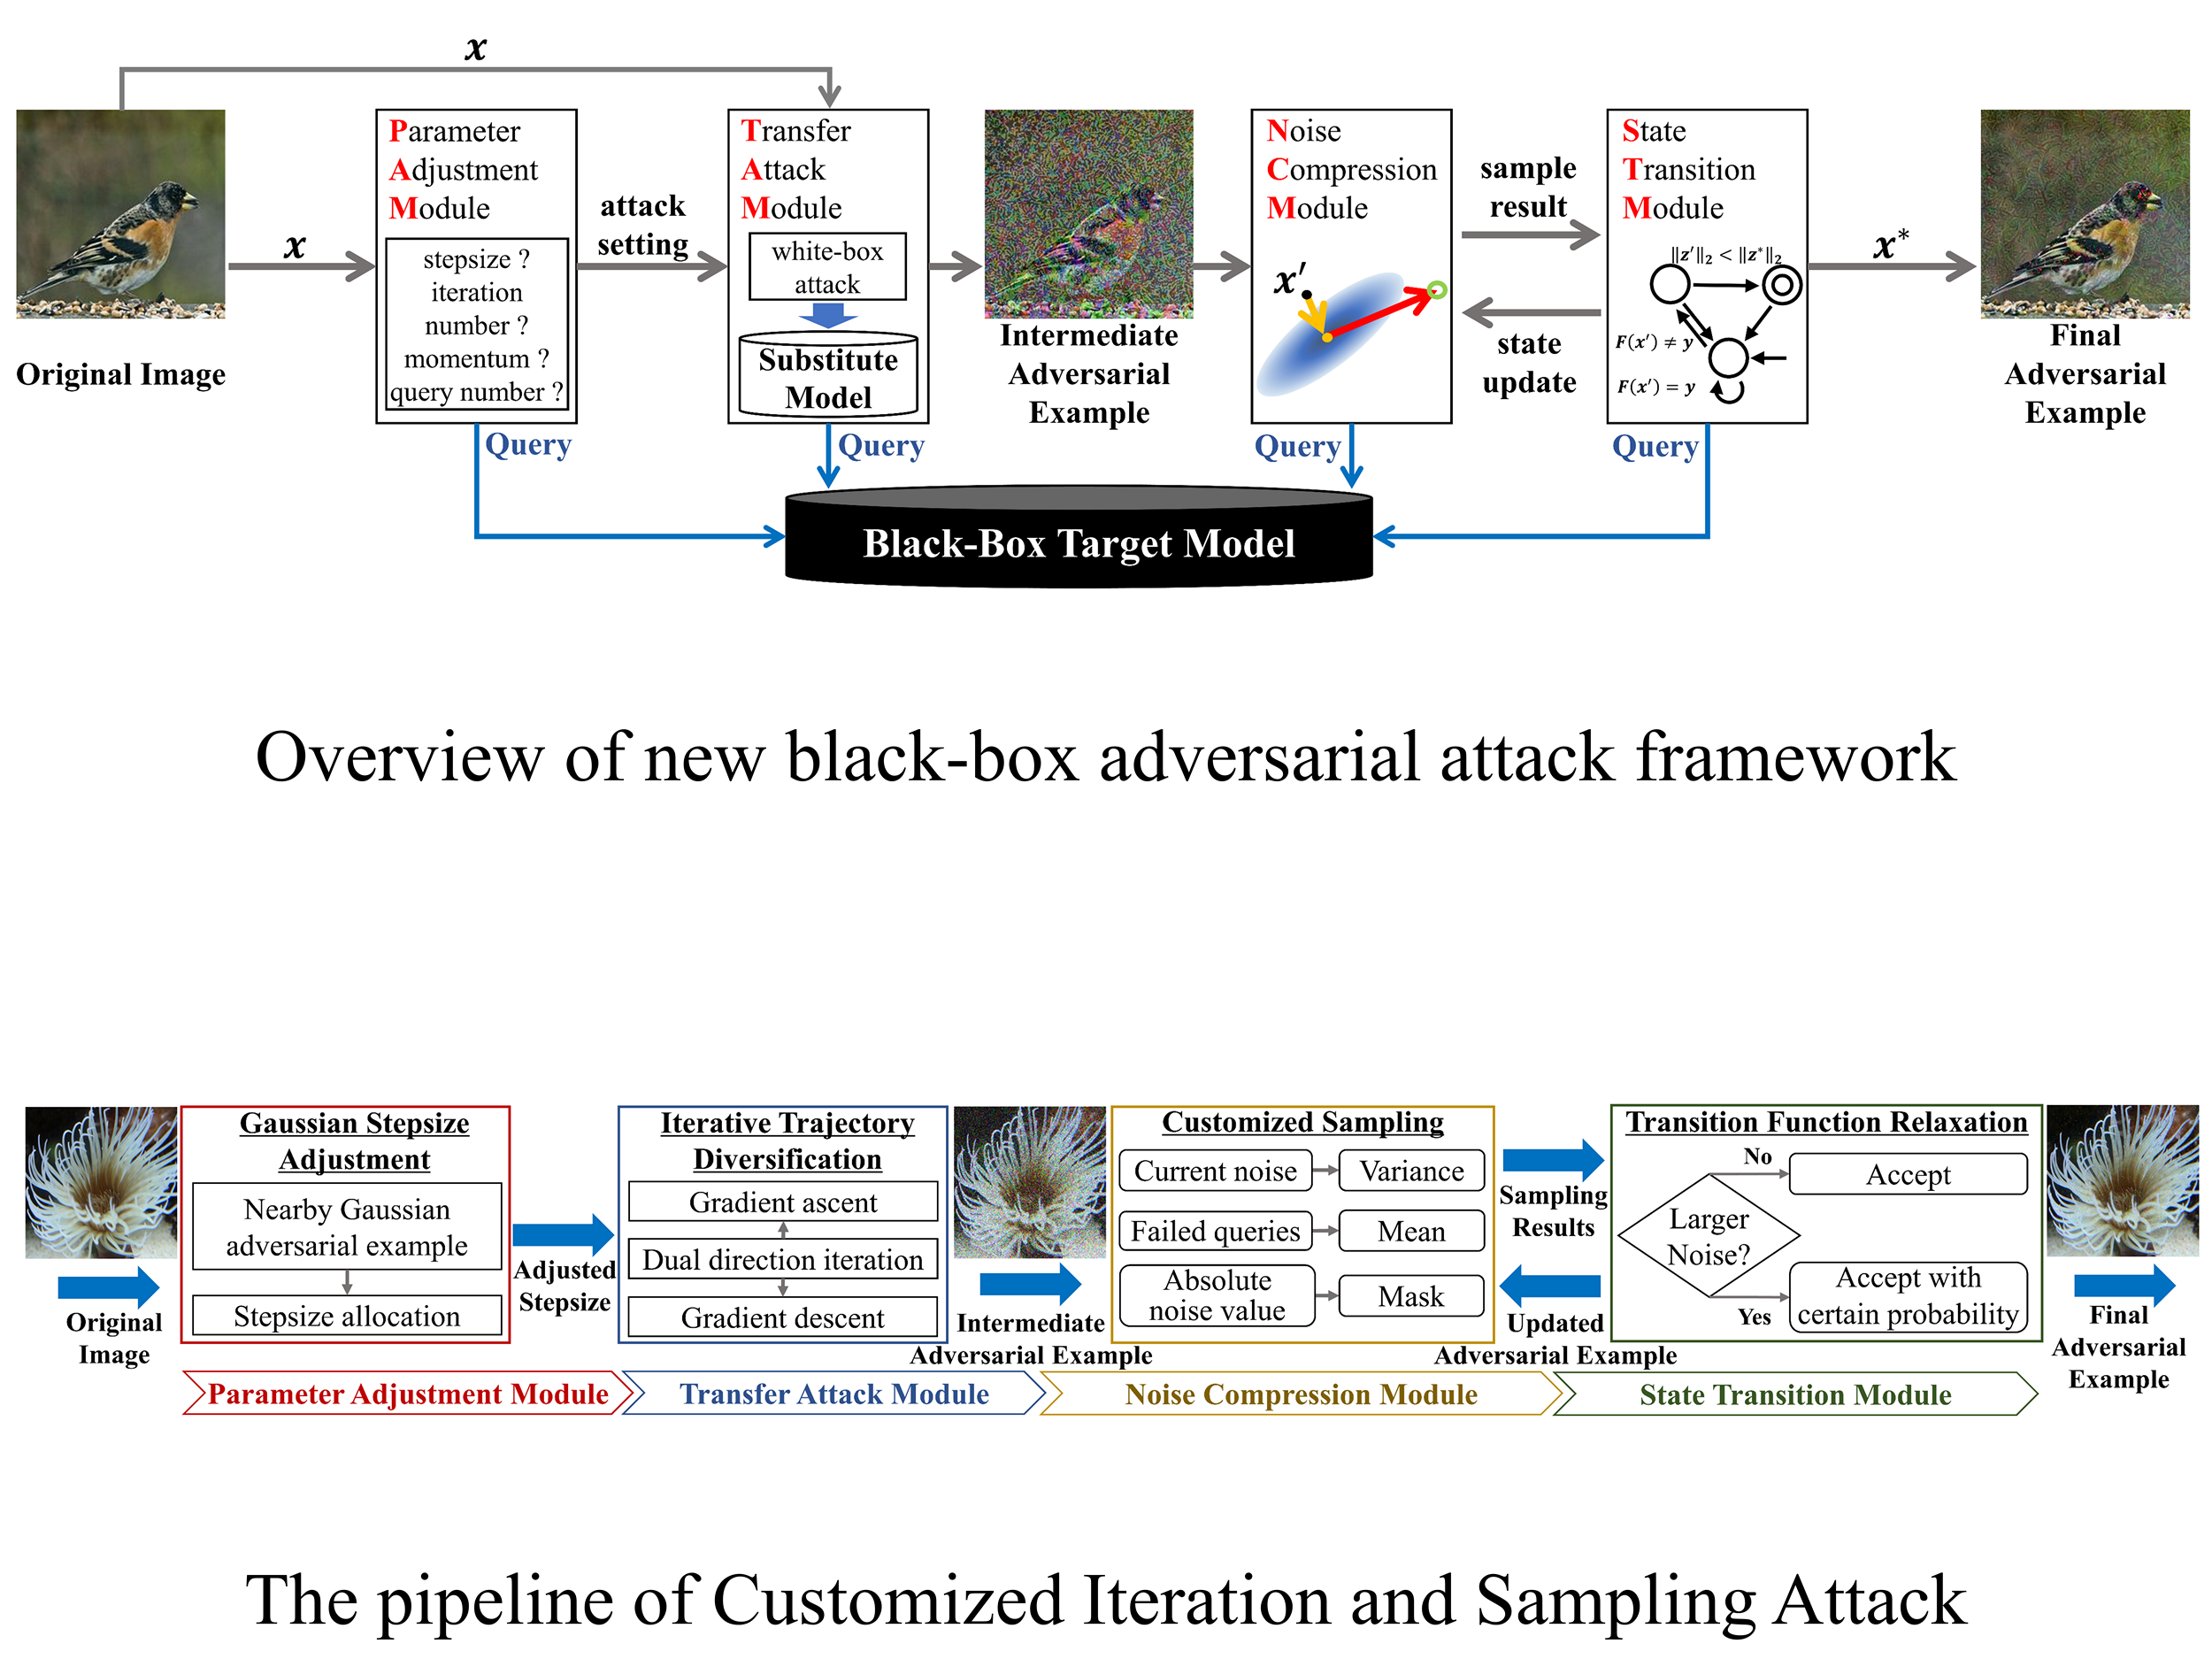 x
Parameter
Adjustment
Module
stepsize ?
iteration
number ?
momentum ?
query number ?
Original Image
x
attack
setting
Transfer
Attack
Module
white-box
attack
Substitute
Model
Intermediate
Adversarial
Example
Noise
Compression
Module
x′
sample
result
state
update
State
Transition
Module
‖z′‖₂ < ‖z*‖₂
F(x′) ≠ y
F(x′) = y
x*
Final
Adversarial
Example
Query
Query
Query
Query
Black-Box Target Model
Overview of new black-box adversarial attack framework
Original
Image
Gaussian Stepsize
Adjustment
Nearby Gaussian
adversarial example
Stepsize allocation
Adjusted
Stepsize
Iterative Trajectory
Diversification
Gradient ascent
Dual direction iteration
Gradient descent
Intermediate
Adversarial Example
Customized Sampling
Current noise
Variance
Failed queries
Mean
Absolute
noise value
Mask
Sampling
Results
Updated
Adversarial Example
Transition Function Relaxation
No
Accept
Larger
Noise?
Yes
Accept with
certain probability
Final
Adversarial
Example
Parameter Adjustment Module
Transfer Attack Module
Noise Compression Module
State Transition Module
The pipeline of Customized Iteration and Sampling Attack